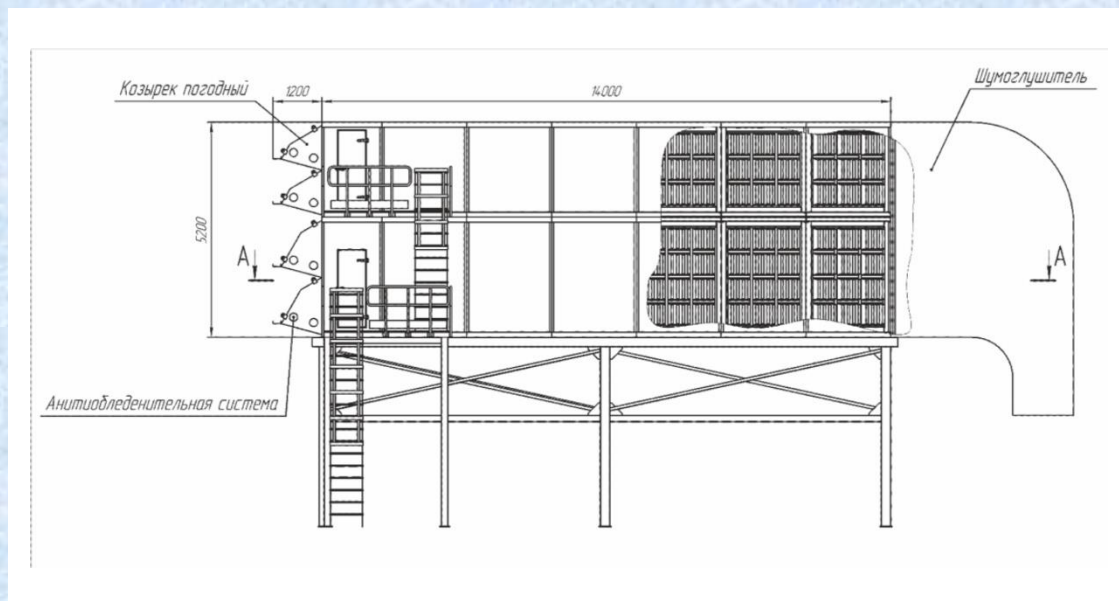 Козырек погодный
1200
14000
Шумоглушитель
5200
А
А
Анитиобледенительная система